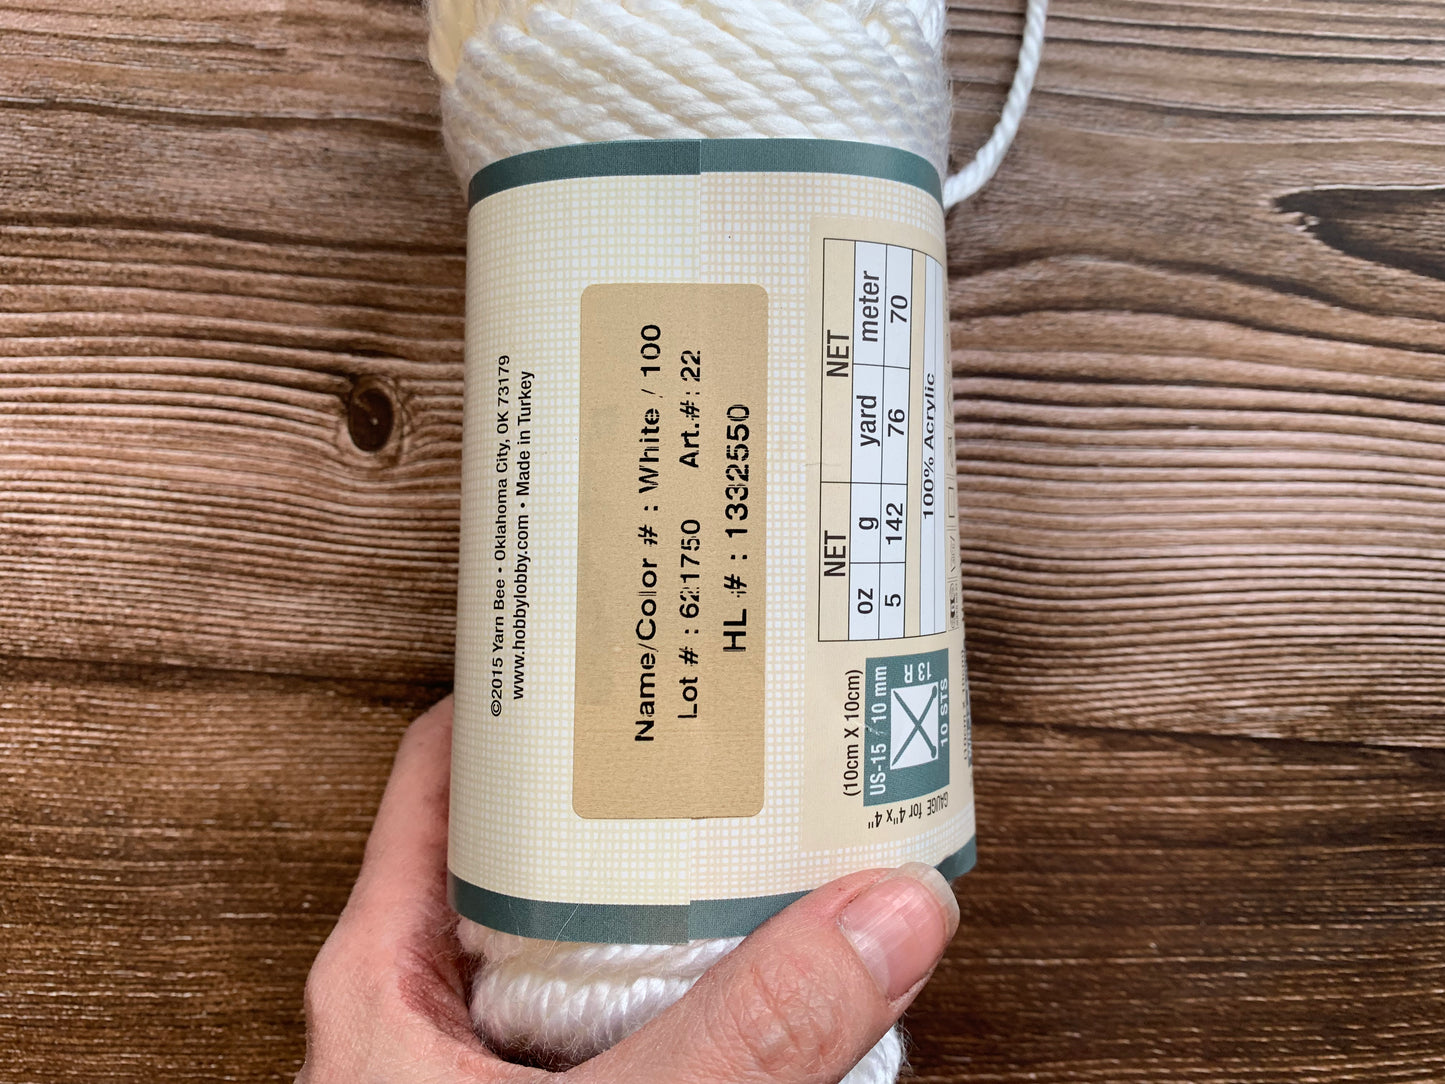 ©2015 Yarn Bee • Oklahoma City, OK 73179
www.hobbylobby.com • Made in Turkey
Name/Color # : White / 100
Lot # : 621750 Art.#: 22
HL # : 1332550
NET NET
oz g yard meter
5 142 76 70
100% Acrylic
(10cm X 10cm)
US-15 / 10 mm
13 R
10 STS
GAUGE for 4"x 4"